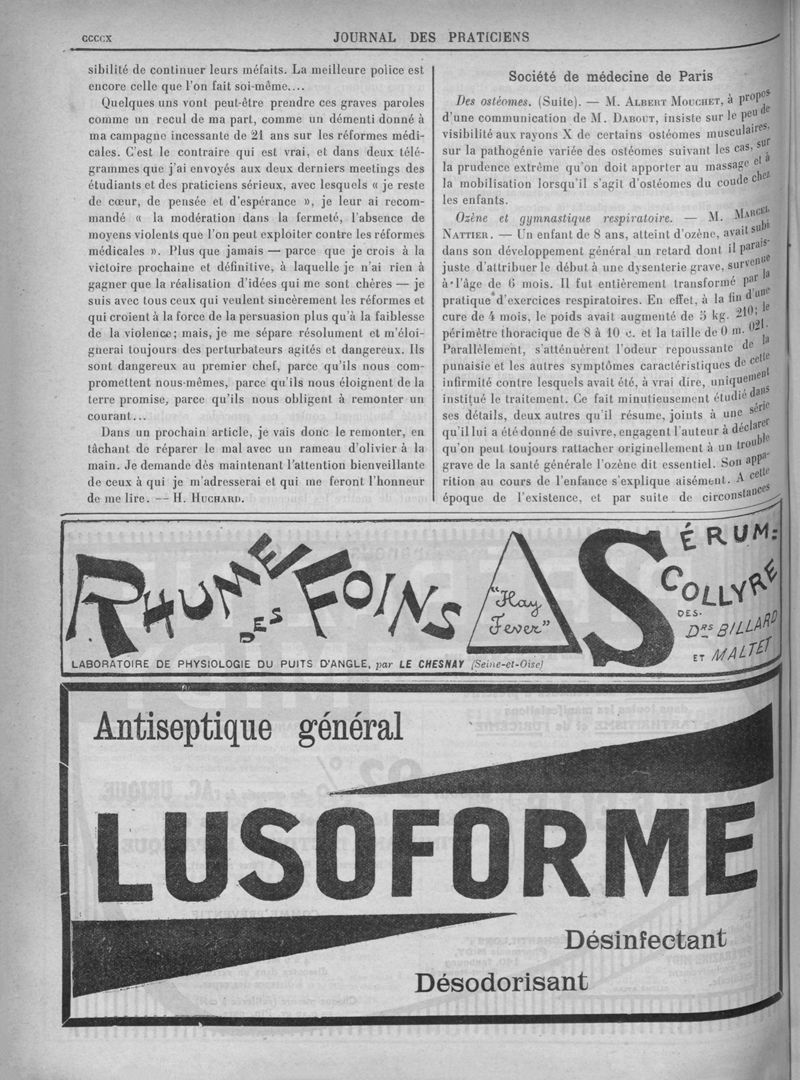 CCCCX
JOURNAL DES PRATICIENS
sibilité de continuer leurs méfaits. La meilleure police est
encore celle que l'on fait soi-même....
Quelques uns vont peut-être prendre ces graves paroles
comme un recul de ma part, comme un démenti donné à
ma campagne incessante de 21 ans sur les réformes médi-
cales. C'est le contraire qui est vrai, et dans deux télé-
grammes que j'ai envoyés aux deux derniers meetings des
étudiants et des praticiens sérieux, avec lesquels « je reste
de cœur, de pensée et d'espérance », je leur ai recom-
mandé « la modération dans la fermeté, l'absence de
moyens violents que l'on peut exploiter contre les réformes
médicales ». Plus que jamais — parce que je crois à la
victoire prochaine et définitive, à laquelle je n'ai rien à
gagner que la réalisation d'idées qui me sont chères — je
suis avec tous ceux qui veulent sincèrement les réformes et
qui croient à la force de la persuasion plus qu'à la faiblesse
de la violence; mais, je me sépare résolument et m'éloi-
gnerai toujours des perturbateurs agités et dangereux. Ils
sont dangereux au premier chef, parce qu'ils nous com-
promettent nous-mêmes, parce qu'ils nous éloignent de la
terre promise, parce qu'ils nous obligent à remonter un
courant...
Dans un prochain article, je vais donc le remonter, en
tâchant de réparer le mal avec un rameau d'olivier à la
main. Je demande dès maintenant l'attention bienveillante
de ceux à qui je m'adresserai et qui me feront l'honneur
de me lire. -- H. HUCHARD.
Société de médecine de Paris
Des ostéomes. (Suite). — M. ALBERT MOUCHET, à propos
d'une communication de M. DABOUT, insiste sur le peu de
visibilité aux rayons X de certains ostéomes musculaires,
sur la pathogénie variée des ostéomes suivant les cas, sur
la prudence extrême qu'on doit apporter au massage et à
la mobilisation lorsqu'il s'agit d'ostéomes du coude chez
les enfants.
Ozène et gymnastique respiratoire. — M. MARCEL
NATTIER. — Un enfant de 8 ans, atteint d'ozène, avait subi
dans son développement général un retard dont il parais-
juste d'attribuer le début à une dysenterie grave, survenue
à l'âge de 6 mois. Il fut entièrement transformé par la
pratique d'exercices respiratoires. En effet, à la fin d'une
cure de 4 mois, le poids avait augmenté de 5 kg. 210; le
périmètre thoracique de 8 à 10 c. et la taille de 0 m. 021.
Parallèlement, s'atténuèrent l'odeur repoussante de la
punaisie et les autres symptômes caractéristiques de cette
infirmité contre lesquels avait été, à vrai dire, uniquement
institué le traitement. Ce fait minutieusement étudié dans
ses détails, deux autres qu'il résume, joints à une série
qu'il lui a été donné de suivre, engagent l'auteur à déclarer
qu'on peut toujours rattacher originellement à un trouble
grave de la santé générale l'ozène dit essentiel. Son appa-
rition au cours de l'enfance s'explique aisément. A cette
époque de l'existence, et par suite de circonstances
RHUME DES FOINS
"Hay
Fever"
SÉRUM:
COLLYRE
DES.
DRS BILLARD
ET MALTET
LABORATOIRE DE PHYSIOLOGIE DU PUITS D'ANGLE, par LE CHESNAY (Seine-et-Oise)
Antiseptique général
LUSOFORME
Désinfectant
Désodorisant